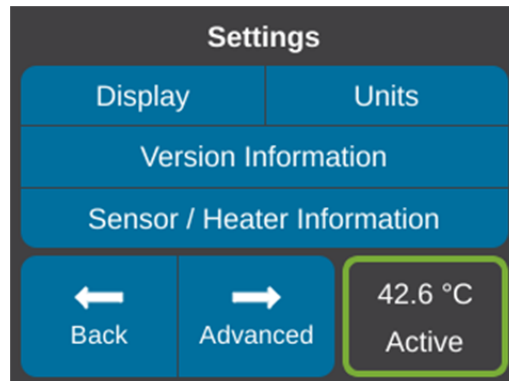 Settings
Display
Units
Version Information
Sensor / Heater Information
Back
Advanced
42.6 °C
Active